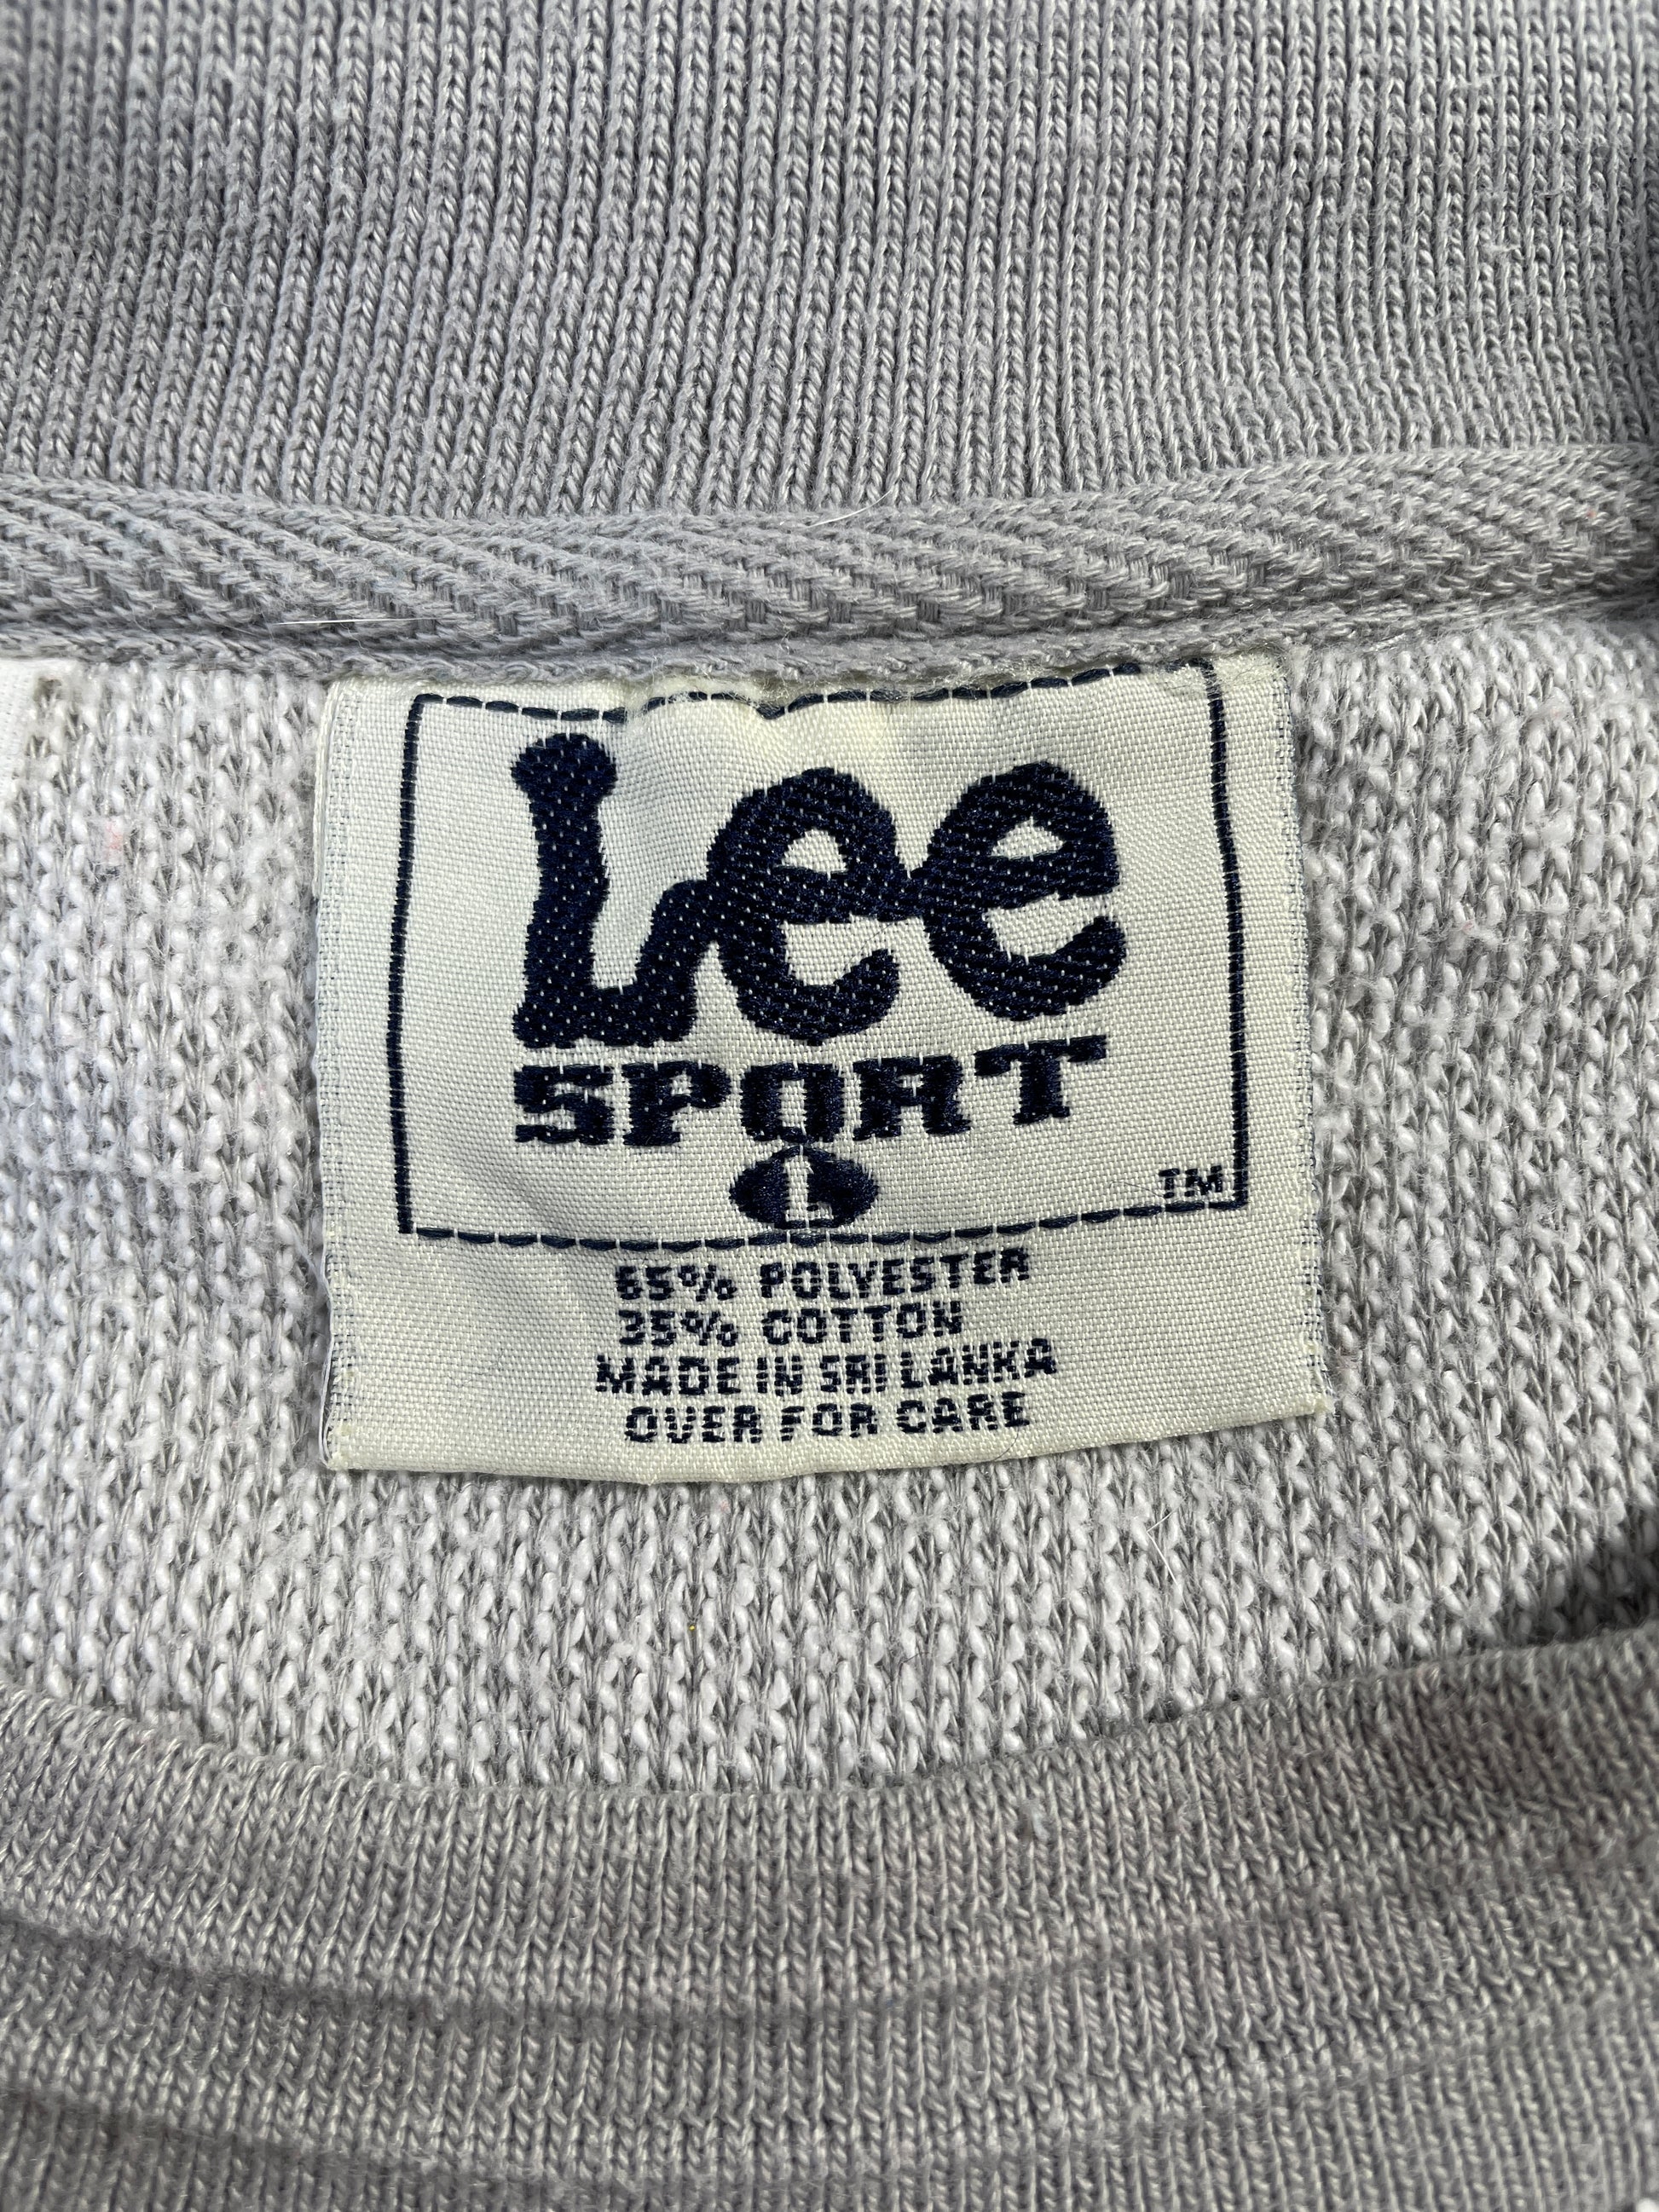 Lee
SPORT
L
TM
65% POLYESTER
35% COTTON
MADE IN SRI LANKA
OVER FOR CARE